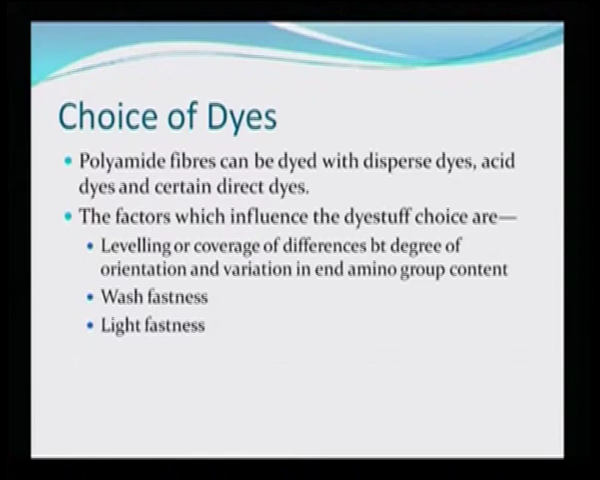 Choice of Dyes
• Polyamide fibres can be dyed with disperse dyes, acid
dyes and certain direct dyes.
• The factors which influence the dyestuff choice are—
• Levelling or coverage of differences bt degree of
orientation and variation in end amino group content
• Wash fastness
• Light fastness